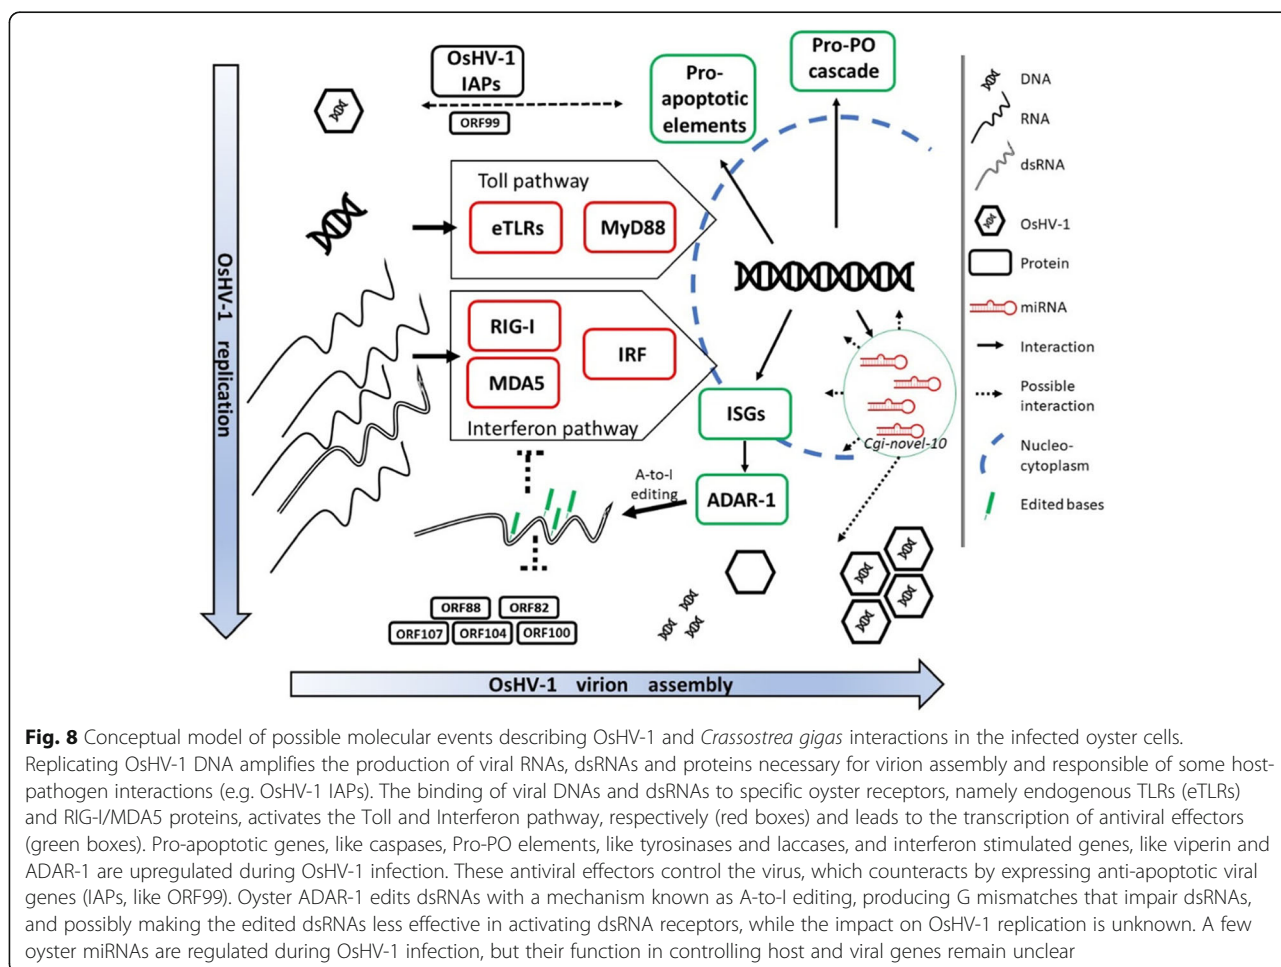 OsHV-1
IAPs
ORF99
Pro-
apoptotic
elements
Pro-PO
cascade
Toll pathway
eTLRs
MyD88
RIG-I
MDA5
IRF
Interferon pathway
ISGs
ADAR-1
A-to-I
editing
Cgi-novel-10
ORF88
ORF82
ORF107
ORF104
ORF100
OsHV-1 replication
OsHV-1 virion assembly
DNA
RNA
dsRNA
OsHV-1
Protein
miRNA
Interaction
Possible
interaction
Nucleo-
cytoplasm
Edited bases
Fig. 8 Conceptual model of possible molecular events describing OsHV-1 and Crassostrea gigas interactions in the infected oyster cells.
Replicating OsHV-1 DNA amplifies the production of viral RNAs, dsRNAs and proteins necessary for virion assembly and responsible of some host-
pathogen interactions (e.g. OsHV-1 IAPs). The binding of viral DNAs and dsRNAs to specific oyster receptors, namely endogenous TLRs (eTLRs)
and RIG-I/MDA5 proteins, activates the Toll and Interferon pathway, respectively (red boxes) and leads to the transcription of antiviral effectors
(green boxes). Pro-apoptotic genes, like caspases, Pro-PO elements, like tyrosinases and laccases, and interferon stimulated genes, like viperin and
ADAR-1 are upregulated during OsHV-1 infection. These antiviral effectors control the virus, which counteracts by expressing anti-apoptotic viral
genes (IAPs, like ORF99). Oyster ADAR-1 edits dsRNAs with a mechanism known as A-to-I editing, producing G mismatches that impair dsRNAs,
and possibly making the edited dsRNAs less effective in activating dsRNA receptors, while the impact on OsHV-1 replication is unknown. A few
oyster miRNAs are regulated during OsHV-1 infection, but their function in controlling host and viral genes remain unclear